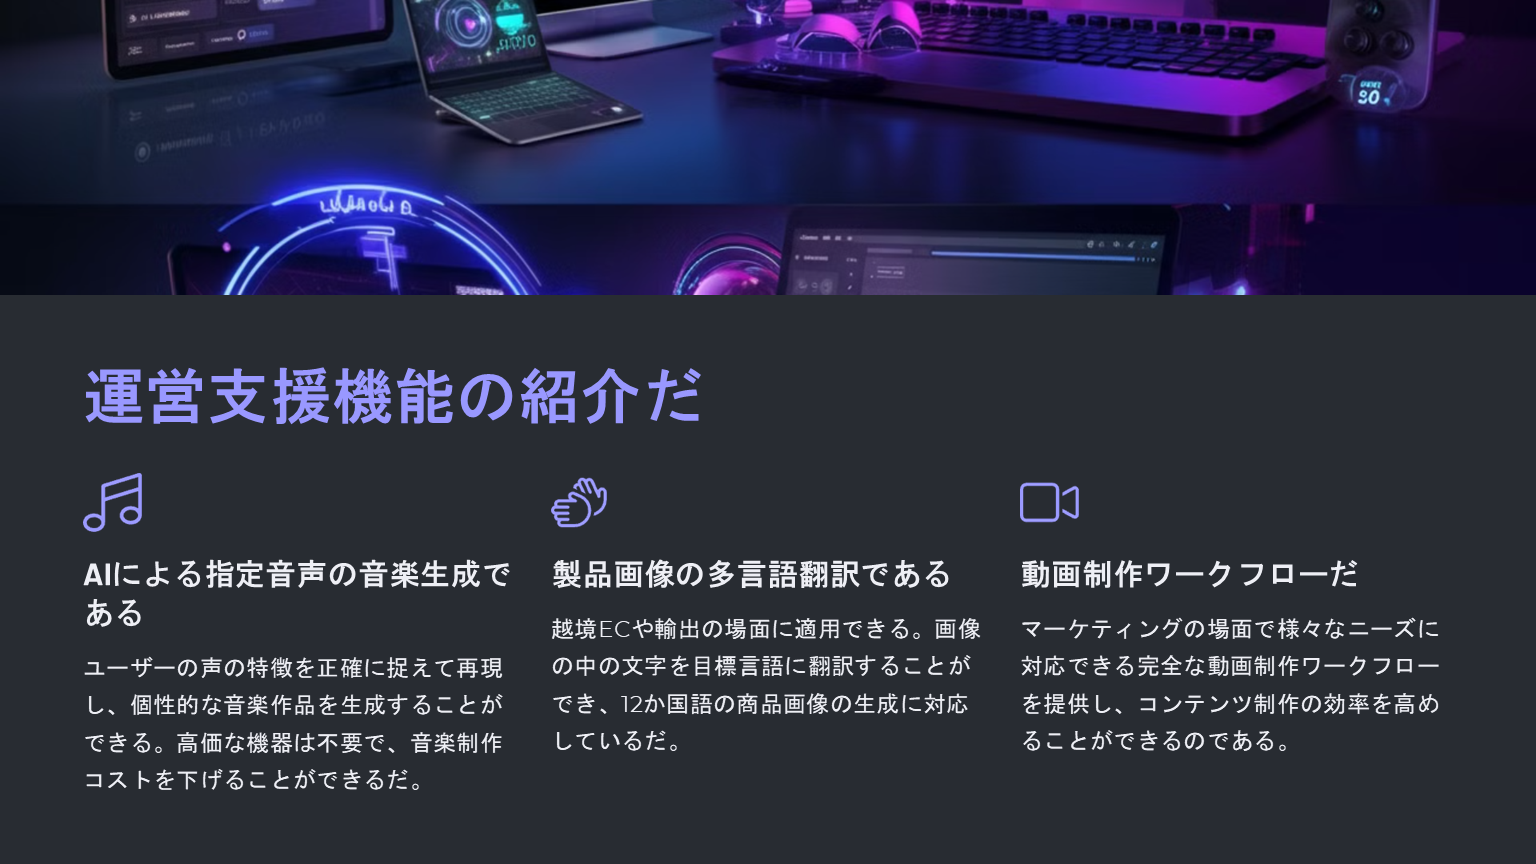 運営支援機能の紹介だ
AIによる指定音声の音楽生成で
ある
ユーザーの声の特徴を正確に捉えて再現
し、個性的な音楽作品を生成することが
できる。高価な機器は不要で、音楽制作
コストを下げることができるだ。
製品画像の多言語翻訳である
越境ECや輸出の場面に適用できる。画像
の中の文字を目標言語に翻訳することが
でき、12か国語の商品画像の生成に対応
しているだ。
動画制作ワークフローだ
マーケティングの場面で様々なニーズに
対応できる完全な動画制作ワークフロー
を提供し、コンテンツ制作の効率を高め
ることができるのである。